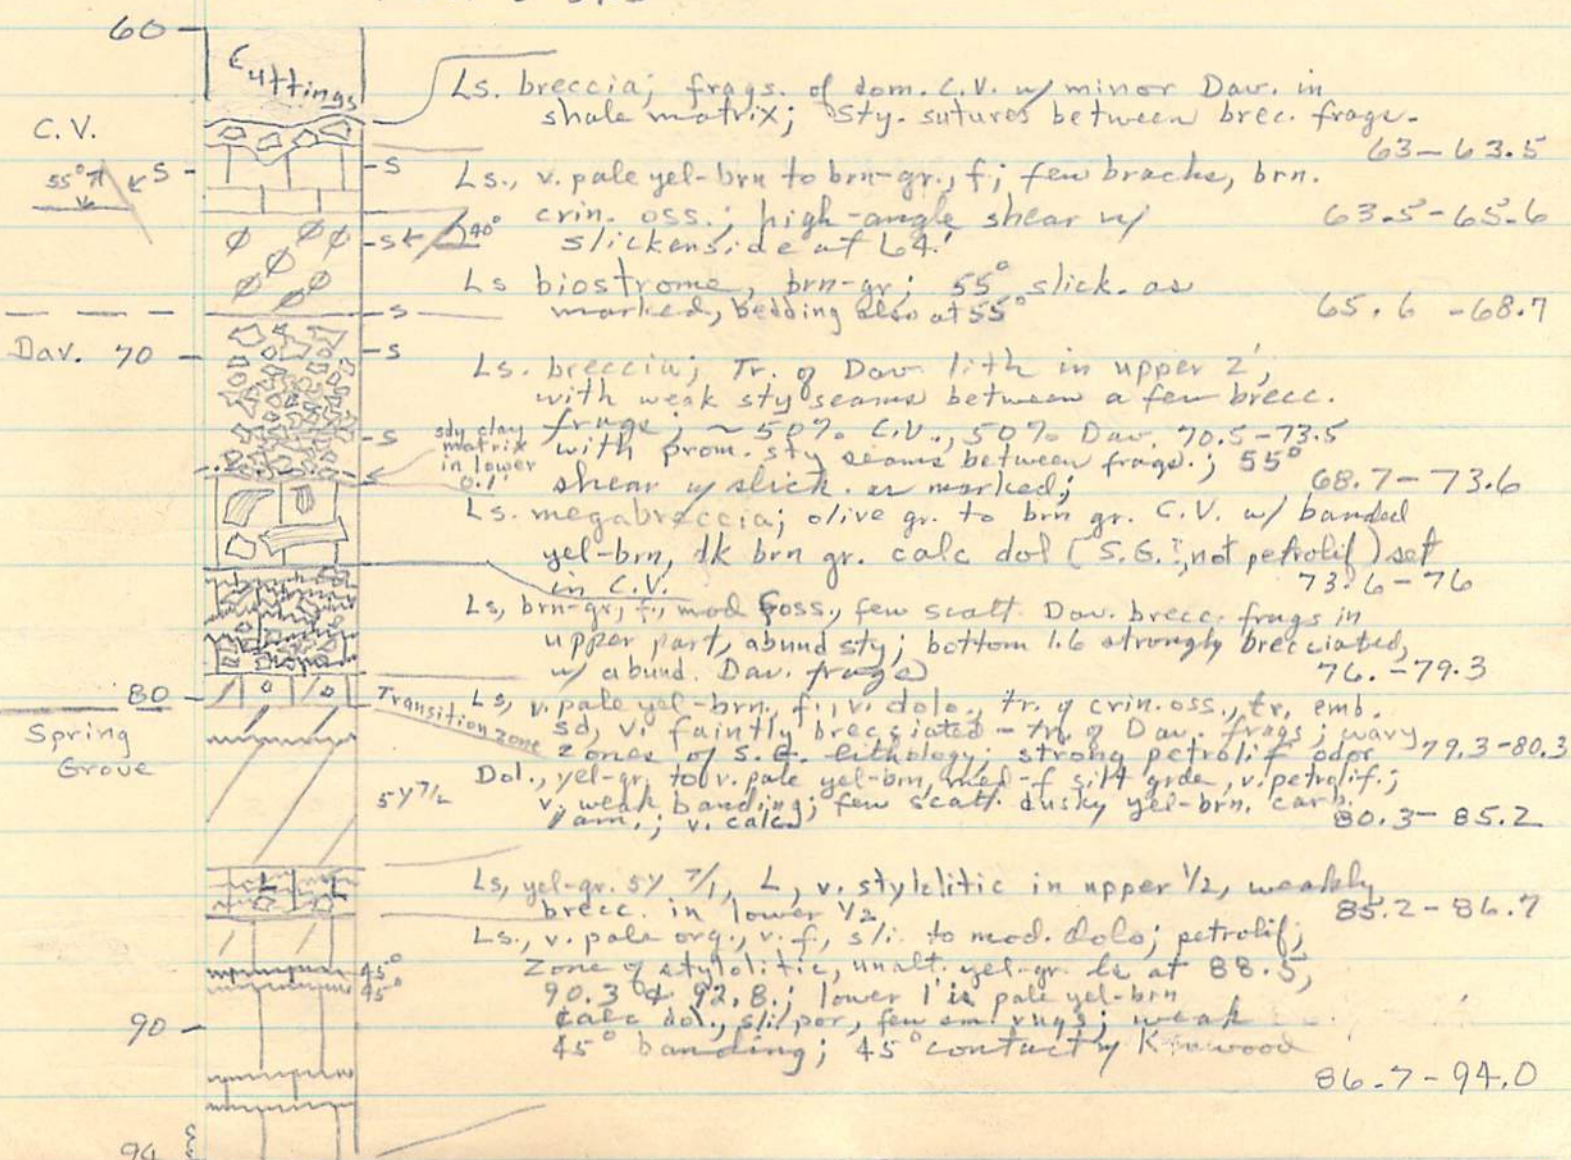 60
Cuttings
Ls. breccia; frags. of dom. C.V. w/ minor Dav. in
shale matrix; Sty. sutures between brec. frags.
63-63.5
C.V.
55°
S
S
Ls., v. pale yel-brn to brn-gr., f; few brachs, brn.
crin. oss.; high-angle shear w/
63.5-65.6
slickenside at 64.'
S
40°
Ls biostrome, brn-gr; 55° slick. as
marked, bedding also at 55°
65.6-68.7
S
Dav. 70
S
Ls. breccia; Tr. of Dav lith in upper 2',
with weak sty seams between a few brecc.
frags; ~50% C.V., 50% Dav. 70.5-73.5
S
sdy clay
matrix
in lower
0.1'
with prom. sty seams between frags.; 55°
shear w/ slick. as marked;
68.7-73.6
Ls. megabreccia; olive gr. to brn gr. C.V. w/ banded
yel-brn, dk brn gr. calc dol (S.G.?, not petrolif) set
in C.V.
73.6-76
Ls, brn-gr, f., mod foss., few scatt Dav. brecc. frags in
upper part, abund sty; bottom 1.6 strongly brecciated,
w/ abund. Dav. frags)
76.-79.3
80
Transition zone
Ls, v. pale yel-brn., f., v. dolo., tr. of crin. oss., tr, emb.
sd, v. faintly brecciated - tr. of Dav. frags; wavy
zones of S.G. lithology; strong petrolif odor
79.3-80.3
Spring
Grove
5Y7/2
Dol., yel-gr, to v. pale yel-brn, med-f silt grde, v. petrolif.;
v. weak banding; few scatt. dusky yel-brn. carb.
lam.; v. calc
80.3-85.2
Ls, yel-gr. 5Y 7/1, L, v. stylolitic in upper 1/2, weakly
brecc. in lower 1/2
85.2-86.7
Ls., v. pale org., v. f., sli. to mod. dolo; petrolif;
zone of stylolitic, unalt. yel-gr. ls at 88.5,
45°
45°
90.3 & 92.8.; lower 1' is pale yel-brn
calc dol., sli por, few sm. vugs; weak
90
45° banding; 45° contact w/ Kenwood
86.7-94.0
94